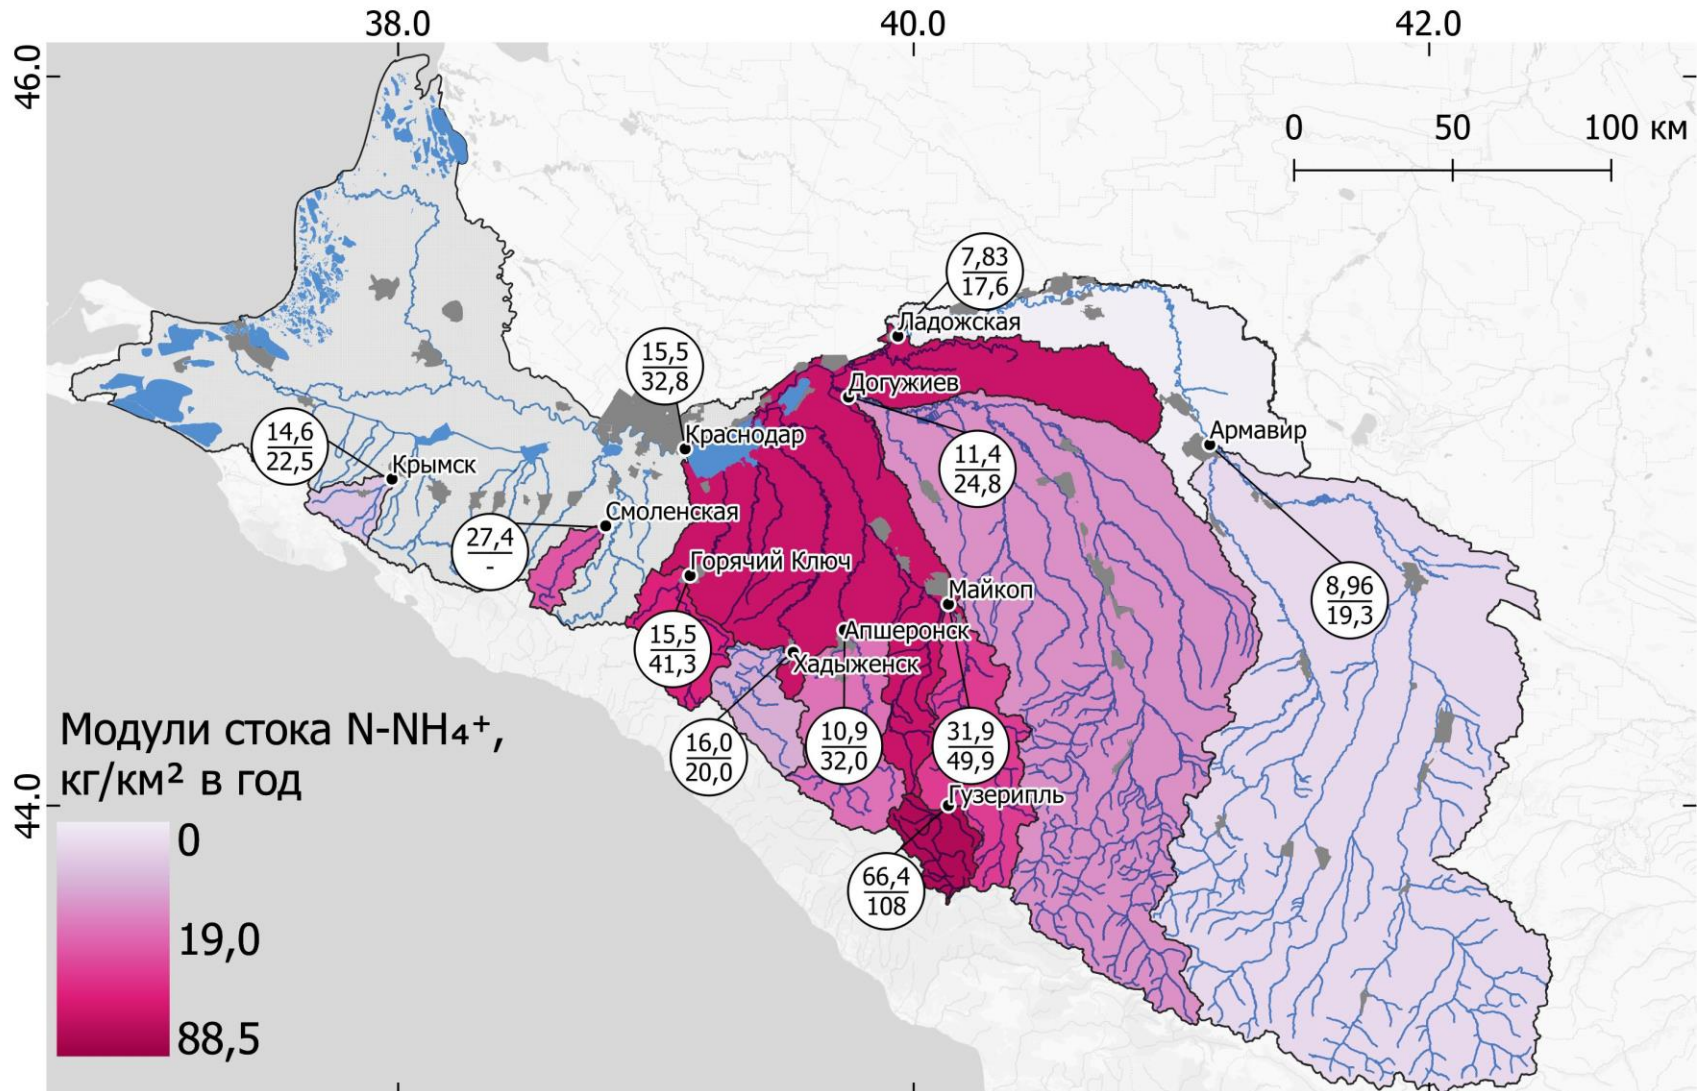 38.0
40.0
42.0
46.0
0
50
100 км
7,83
17,6
Ладожская
15,5
32,8
Догужиев
Краснодар
Армавир
14,6
22,5
Крымск
11,4
24,8
Смоленская
27,4
-
Горячий Ключ
Майкоп
8,96
19,3
Апшеронск
15,5
41,3
Хадыженск
Модули стока N-NH₄⁺,
кг/км² в год
16,0
20,0
10,9
32,0
31,9
49,9
Гузерипль
44.0
0
66,4
108
19,0
88,5